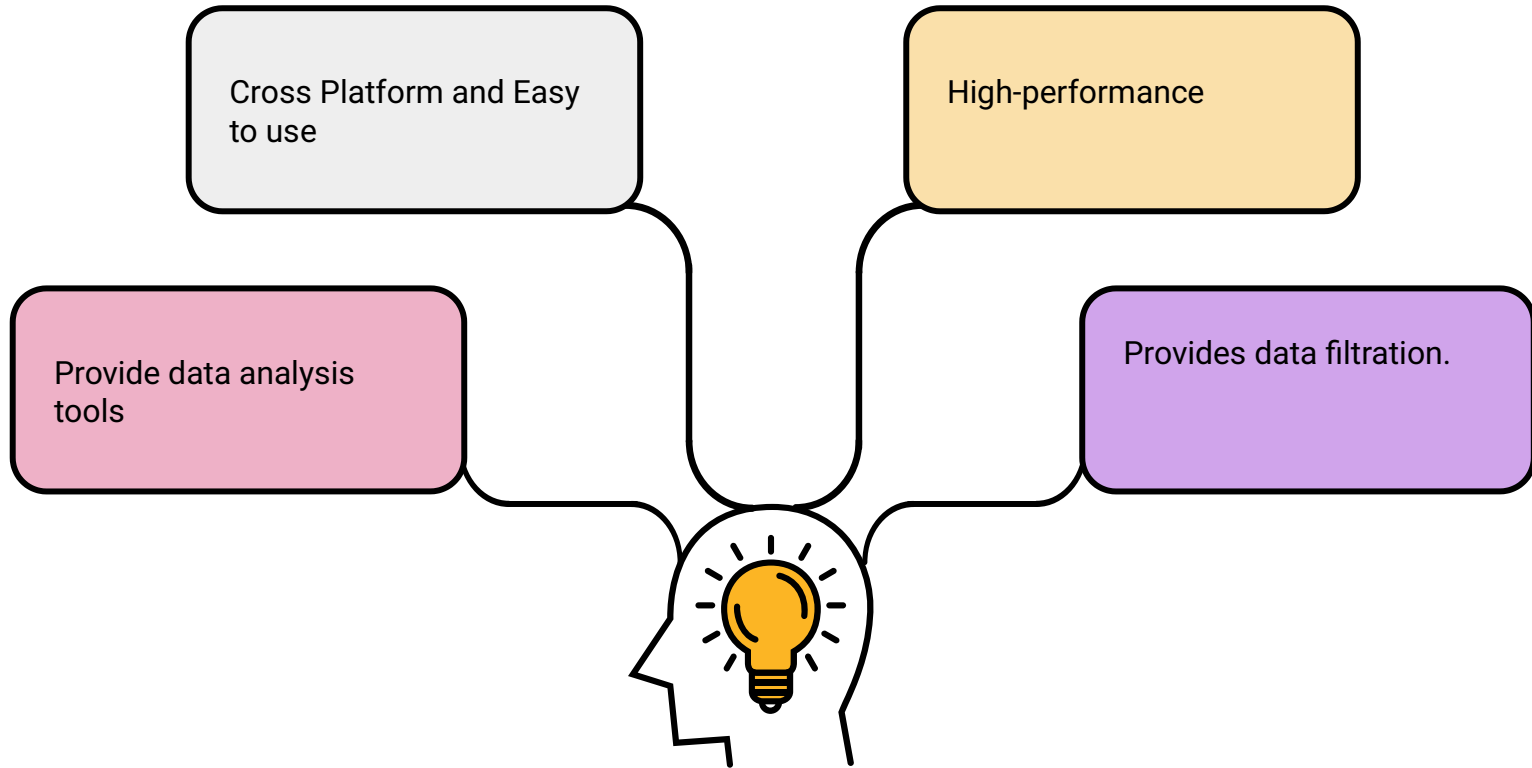 Cross Platform and Easy
to use
High-performance
Provide data analysis
tools
Provides data filtration.